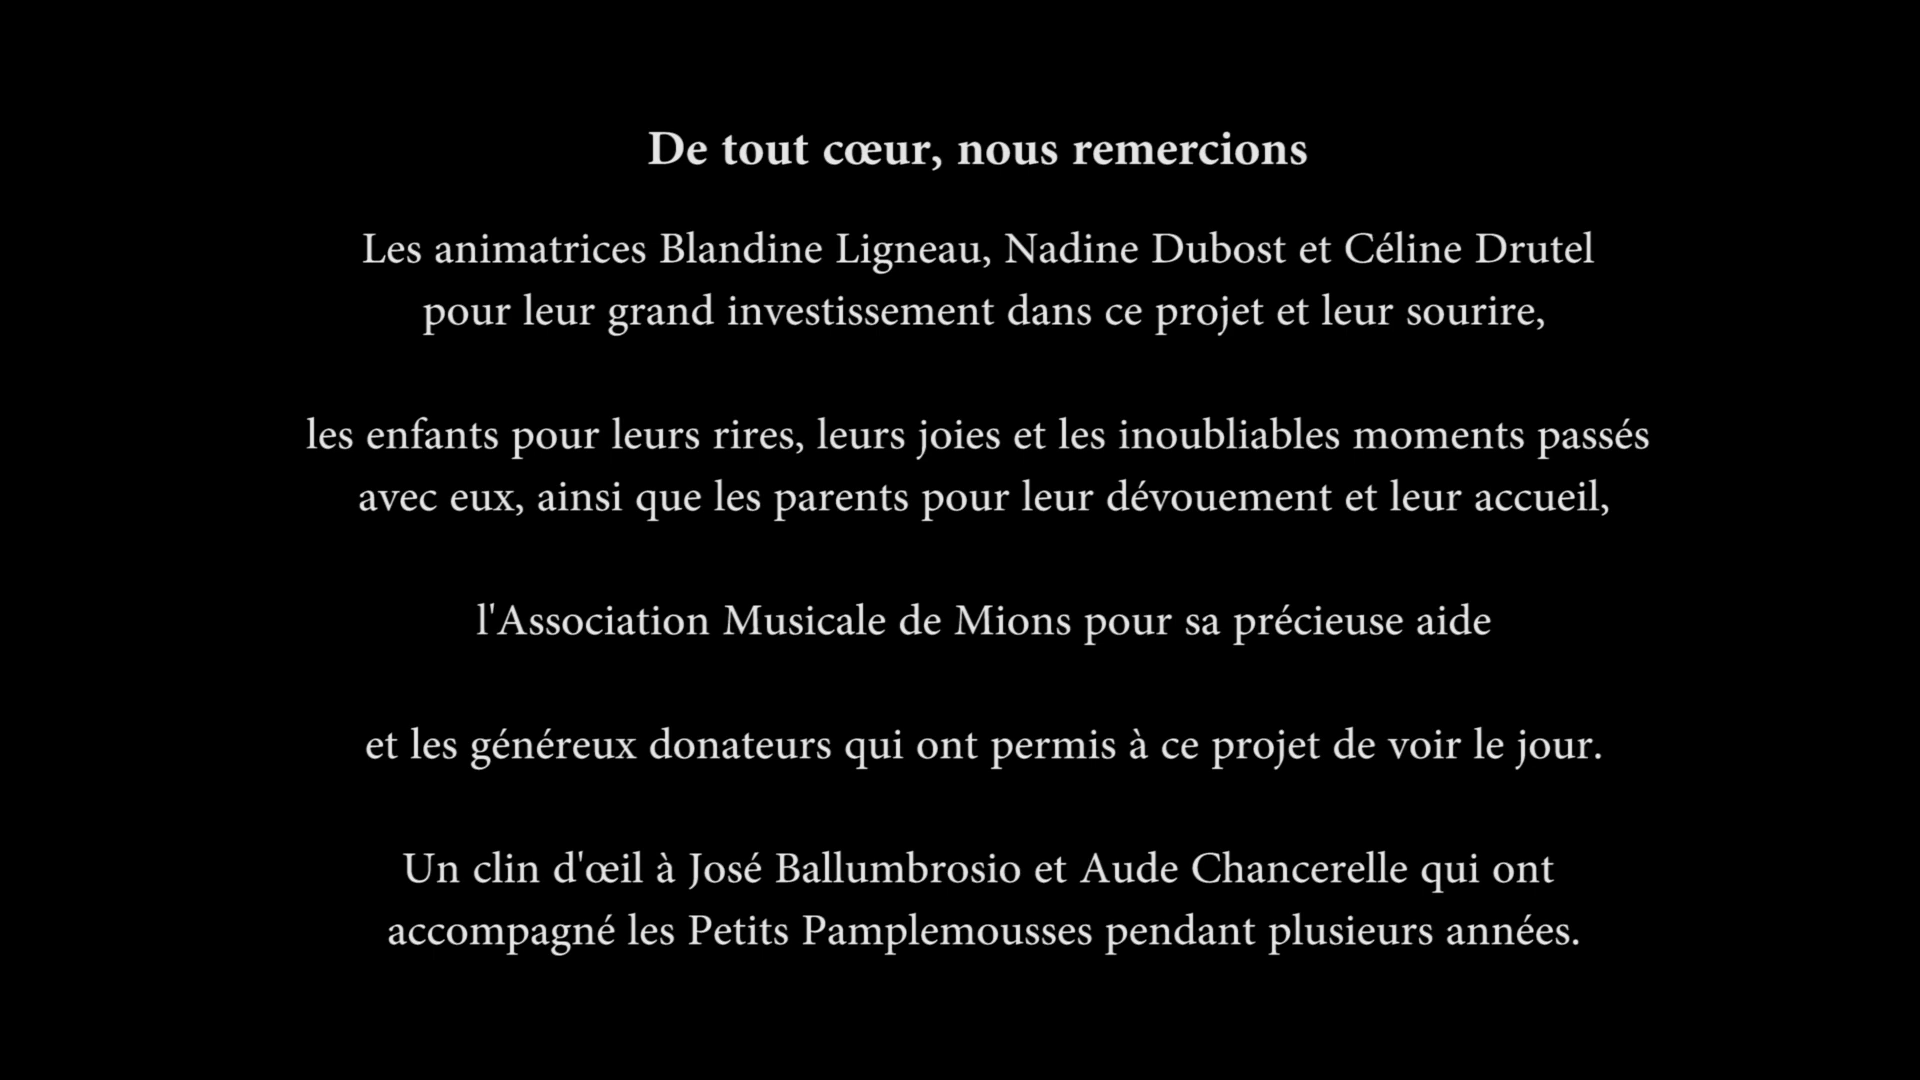 De tout cœur, nous remercions
Les animatrices Blandine Ligneau, Nadine Dubost et Céline Drutel
pour leur grand investissement dans ce projet et leur sourire,
les enfants pour leurs rires, leurs joies et les inoubliables moments passés
avec eux, ainsi que les parents pour leur dévouement et leur accueil,
l'Association Musicale de Mions pour sa précieuse aide
et les généreux donateurs qui ont permis à ce projet de voir le jour.
Un clin d'œil à José Ballumbrosio et Aude Chancerelle qui ont
accompagné les Petits Pamplemousses pendant plusieurs années.